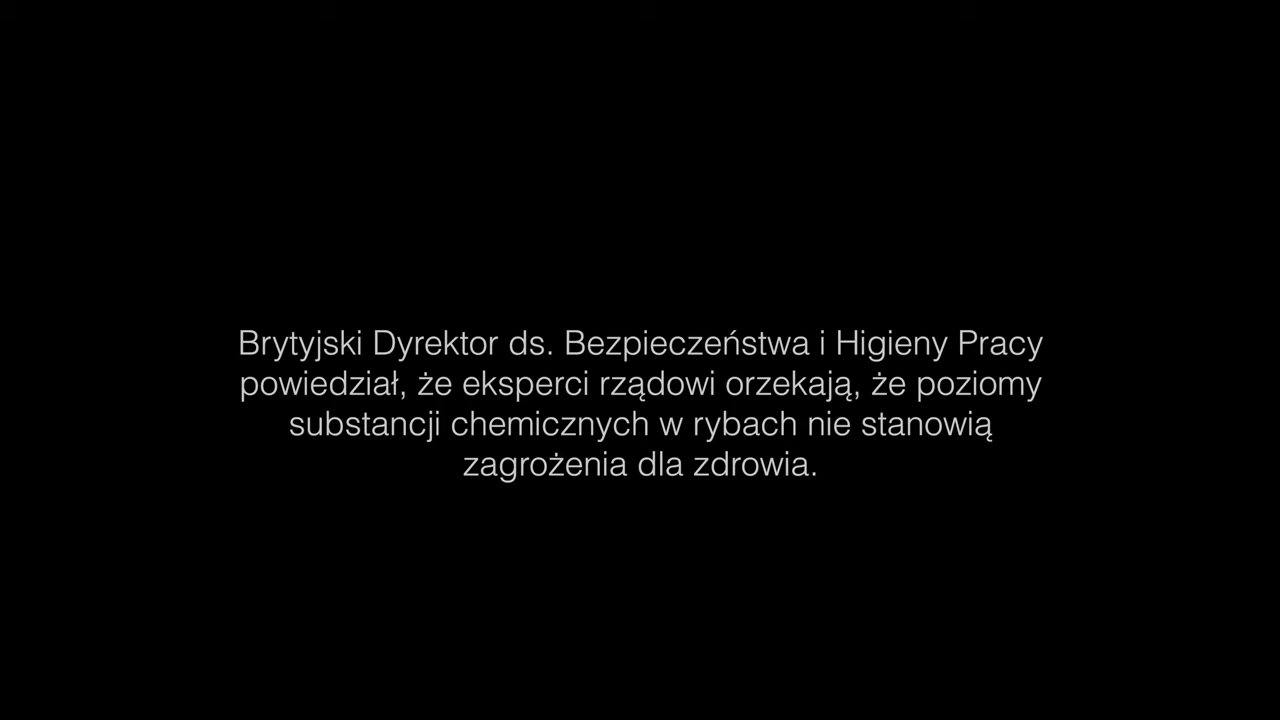 Brytyjski Dyrektor ds. Bezpieczeństwa i Higieny Pracy
powiedział, że eksperci rządowi orzekają, że poziomy
substancji chemicznych w rybach nie stanowią
zagrożenia dla zdrowia.